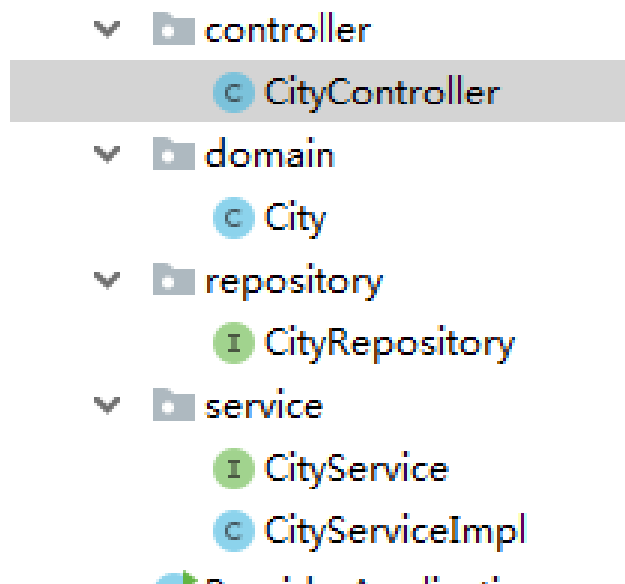 controller
C CityController
domain
C City
repository
I CityRepository
service
I CityService
C CityServiceImpl